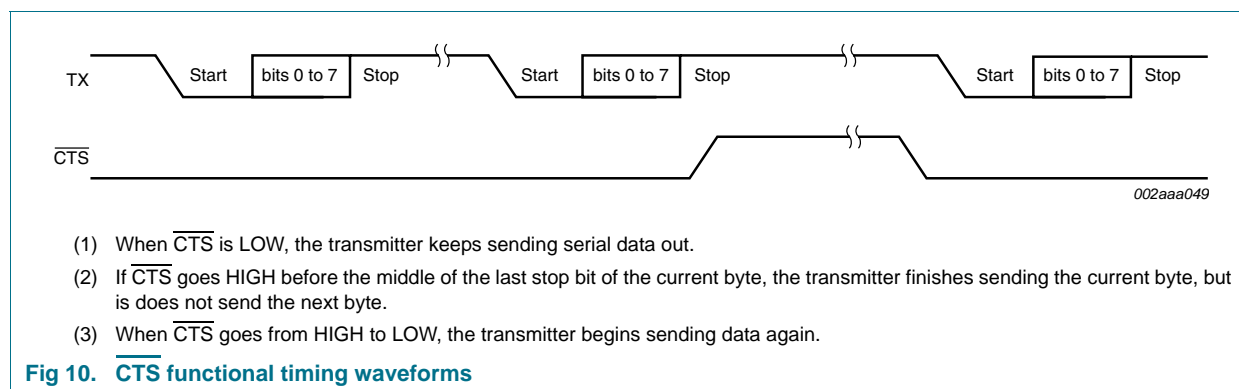 TX Start bits 0 to 7 Stop Start bits 0 to 7 Stop Start bits 0 to 7 Stop
CTS
002aaa049
(1) When CTS is LOW, the transmitter keeps sending serial data out.
(2) If CTS goes HIGH before the middle of the last stop bit of the current byte, the transmitter finishes sending the current byte, but
is does not send the next byte.
(3) When CTS goes from HIGH to LOW, the transmitter begins sending data again.
Fig 10. CTS functional timing waveforms